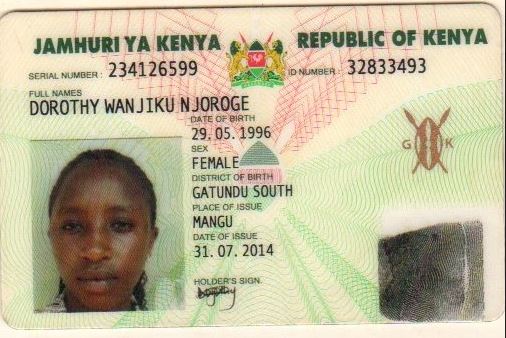 JAMHURI YA KENYA REPUBLIC OF KENYA
SERIAL NUMBER: 234126599 ID NUMBER: 32833493
FULL NAMES
DOROTHY WANJIKU NJOROGE
DATE OF BIRTH
29.05.1996
SEX
FEMALE
DISTRICT OF BIRTH
GATUNDU SOUTH
PLACE OF ISSUE
MANGU
DATE OF ISSUE
31.07.2014
HOLDER'S SIGN.
G K